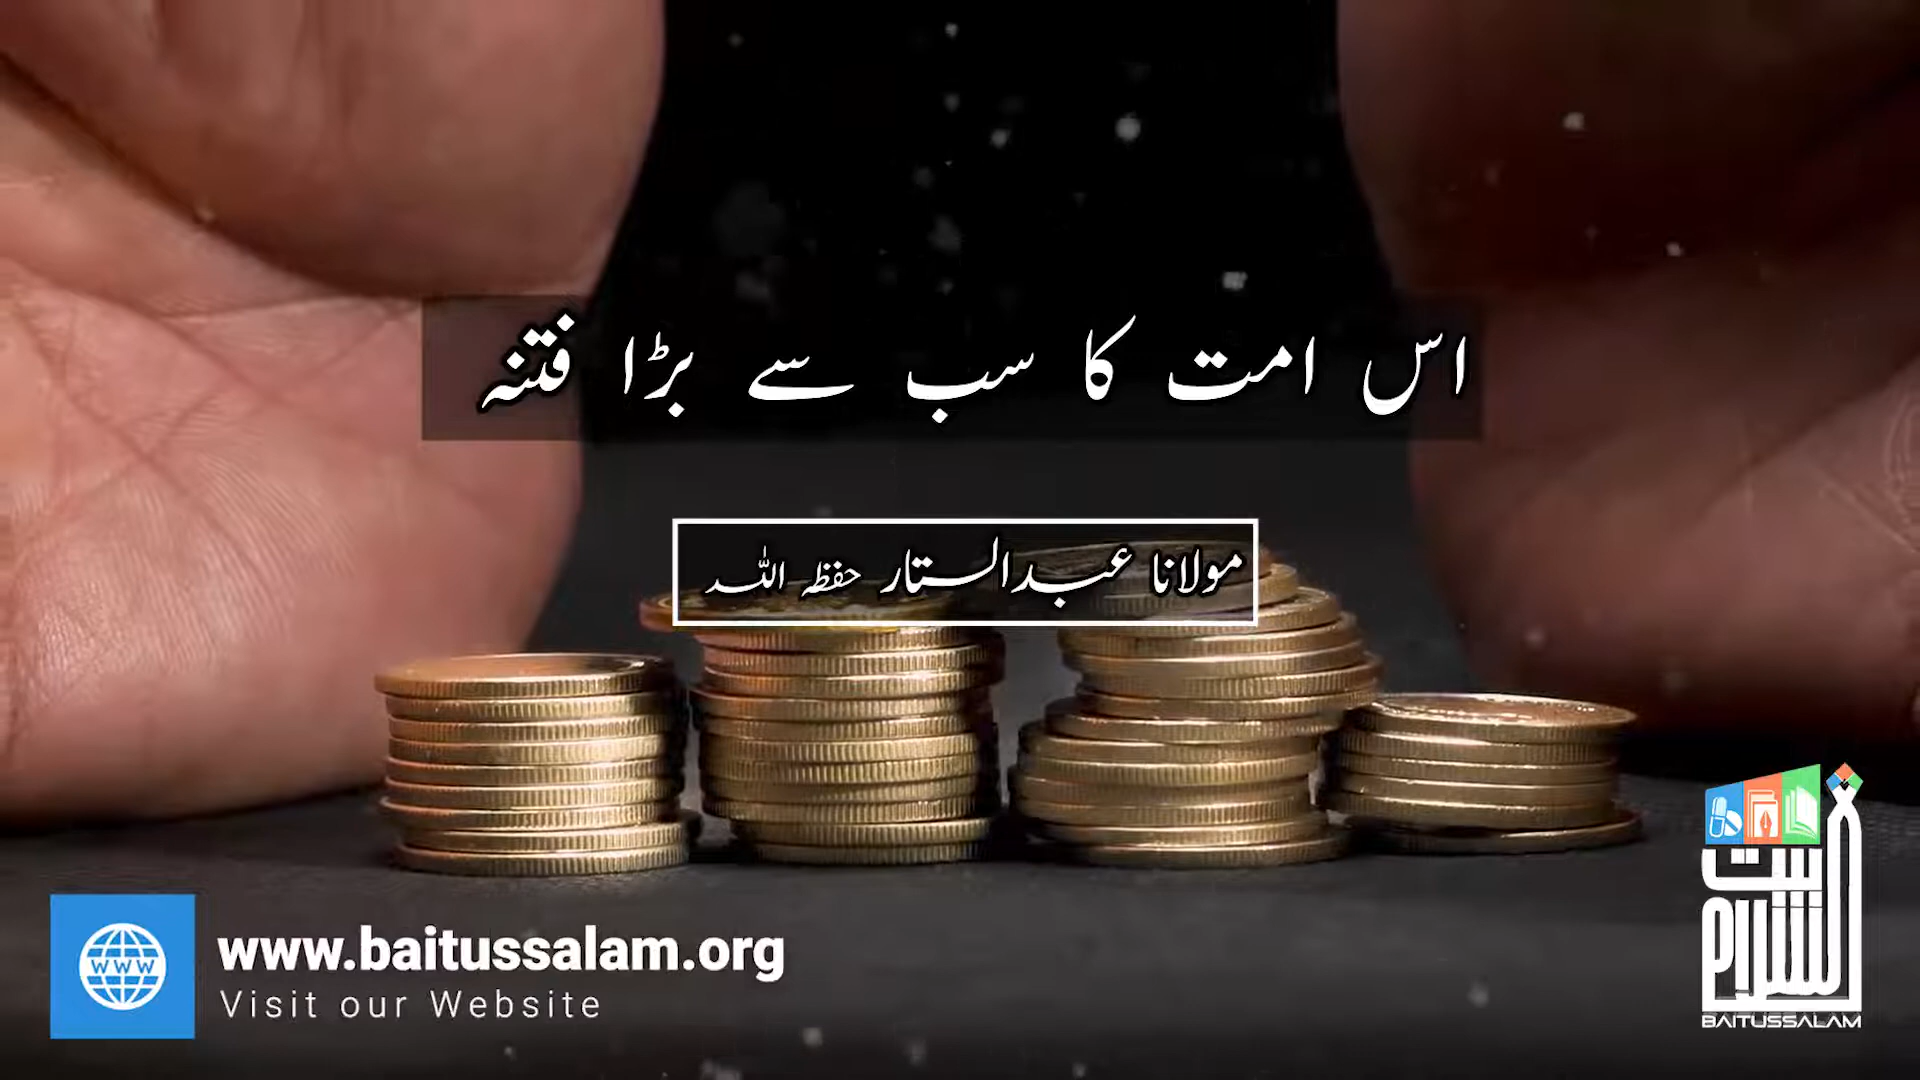 اس امت کا سب سے بڑا فتنہ
مولانا عبدالستار حفظہ اللہ
www
www.baitussalam.org
Visit our Website
بیت السلام
BAITUSSALAM